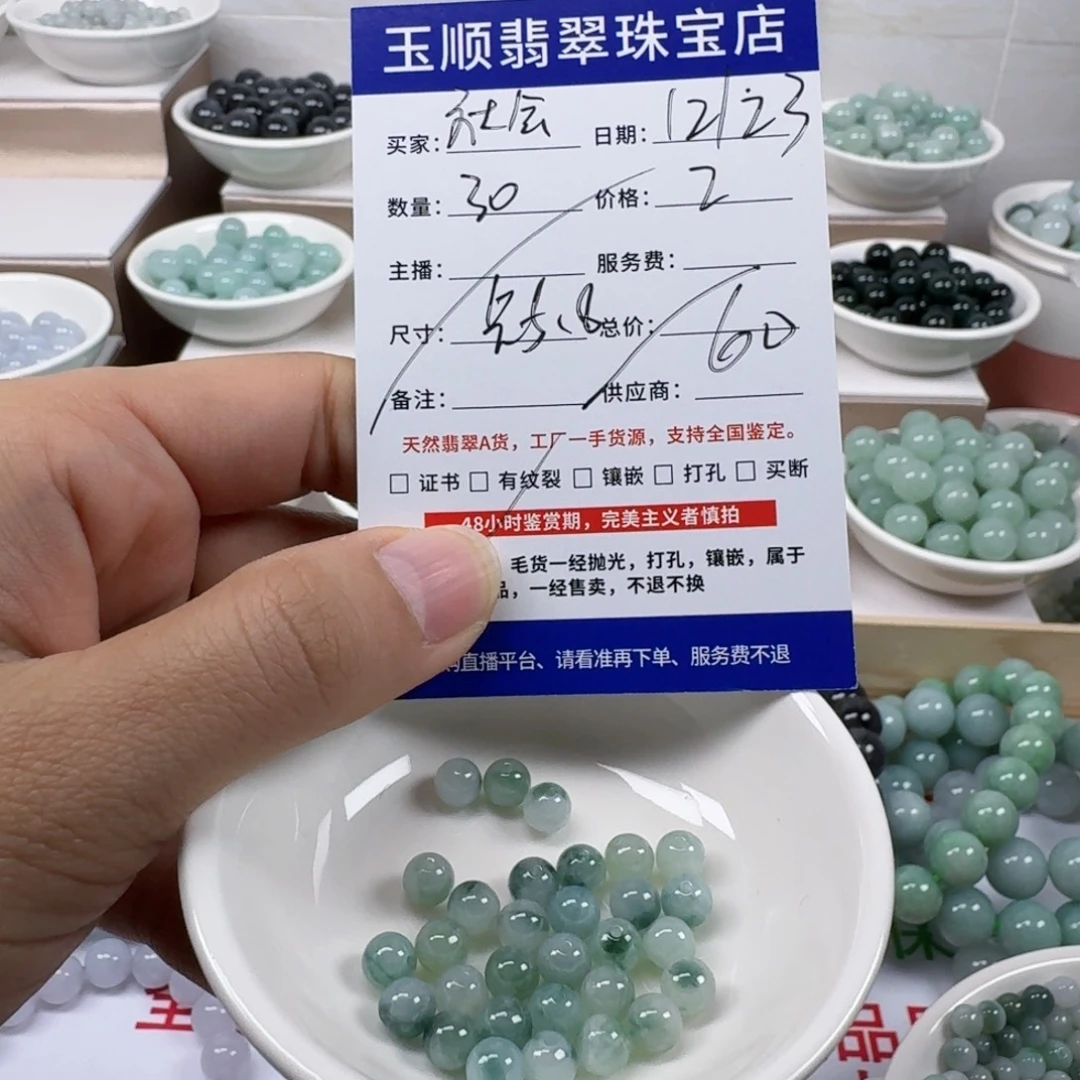 玉顺翡翠珠宝店
买家：社会 日期：12/23
数量：30 价格：2
主播： 服务费：
尺寸： 总价：60
备注： 供应商：
天然翡翠A货，工厂一手货源，支持全国鉴定。
□ 证书 □ 有纹裂 □ 镶嵌 □ 打孔 □ 买断
48小时鉴赏期，完美主义者慎拍
毛货一经抛光，打孔，镶嵌，属于
品，一经售卖，不退不换
购直播平台、请看准再下单、服务费不退
品